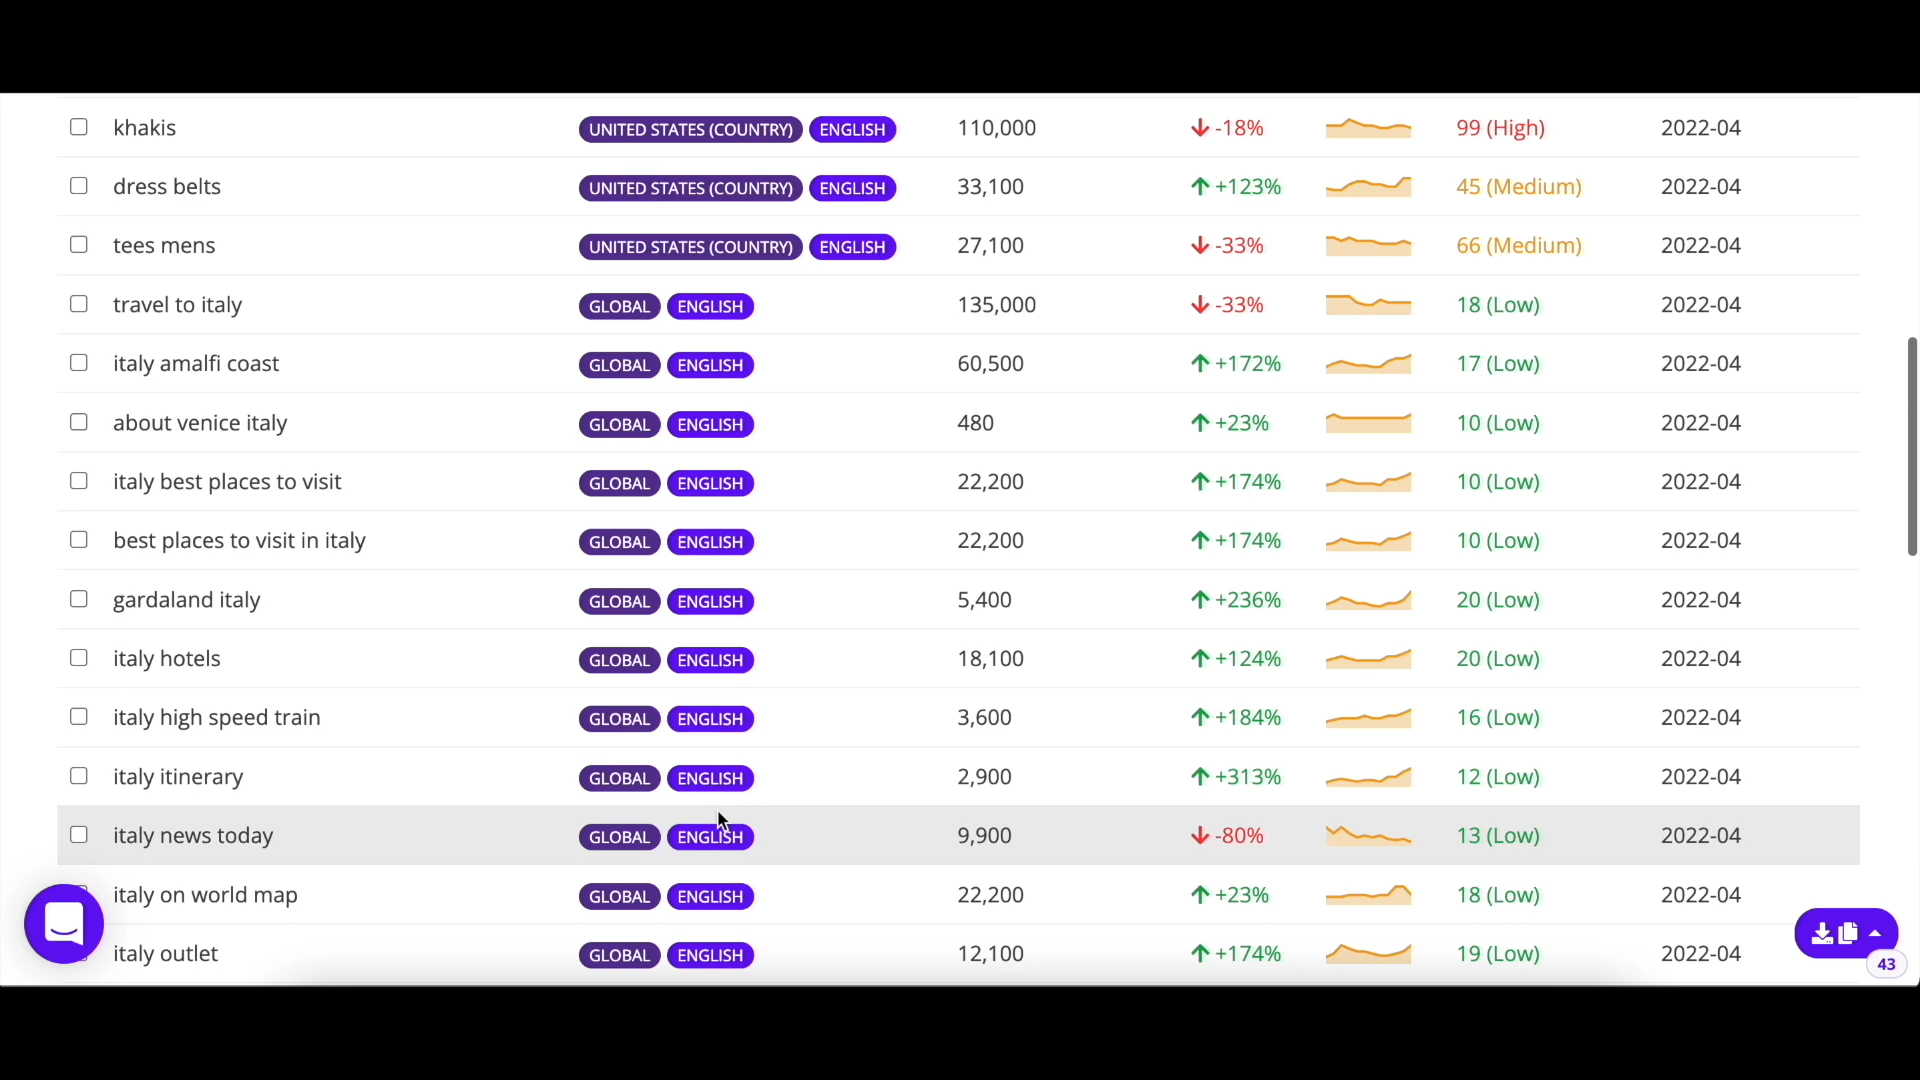 khakis UNITED STATES (COUNTRY) ENGLISH 110,000 -18% 99 (High) 2022-04
dress belts UNITED STATES (COUNTRY) ENGLISH 33,100 +123% 45 (Medium) 2022-04
tees mens UNITED STATES (COUNTRY) ENGLISH 27,100 -33% 66 (Medium) 2022-04
travel to italy GLOBAL ENGLISH 135,000 -33% 18 (Low) 2022-04
italy amalfi coast GLOBAL ENGLISH 60,500 +172% 17 (Low) 2022-04
about venice italy GLOBAL ENGLISH 480 +23% 10 (Low) 2022-04
italy best places to visit GLOBAL ENGLISH 22,200 +174% 10 (Low) 2022-04
best places to visit in italy GLOBAL ENGLISH 22,200 +174% 10 (Low) 2022-04
gardaland italy GLOBAL ENGLISH 5,400 +236% 20 (Low) 2022-04
italy hotels GLOBAL ENGLISH 18,100 +124% 20 (Low) 2022-04
italy high speed train GLOBAL ENGLISH 3,600 +184% 16 (Low) 2022-04
italy itinerary GLOBAL ENGLISH 2,900 +313% 12 (Low) 2022-04
italy news today GLOBAL ENGLISH 9,900 -80% 13 (Low) 2022-04
italy on world map GLOBAL ENGLISH 22,200 +23% 18 (Low) 2022-04
italy outlet GLOBAL ENGLISH 12,100 +174% 19 (Low) 2022-04
43